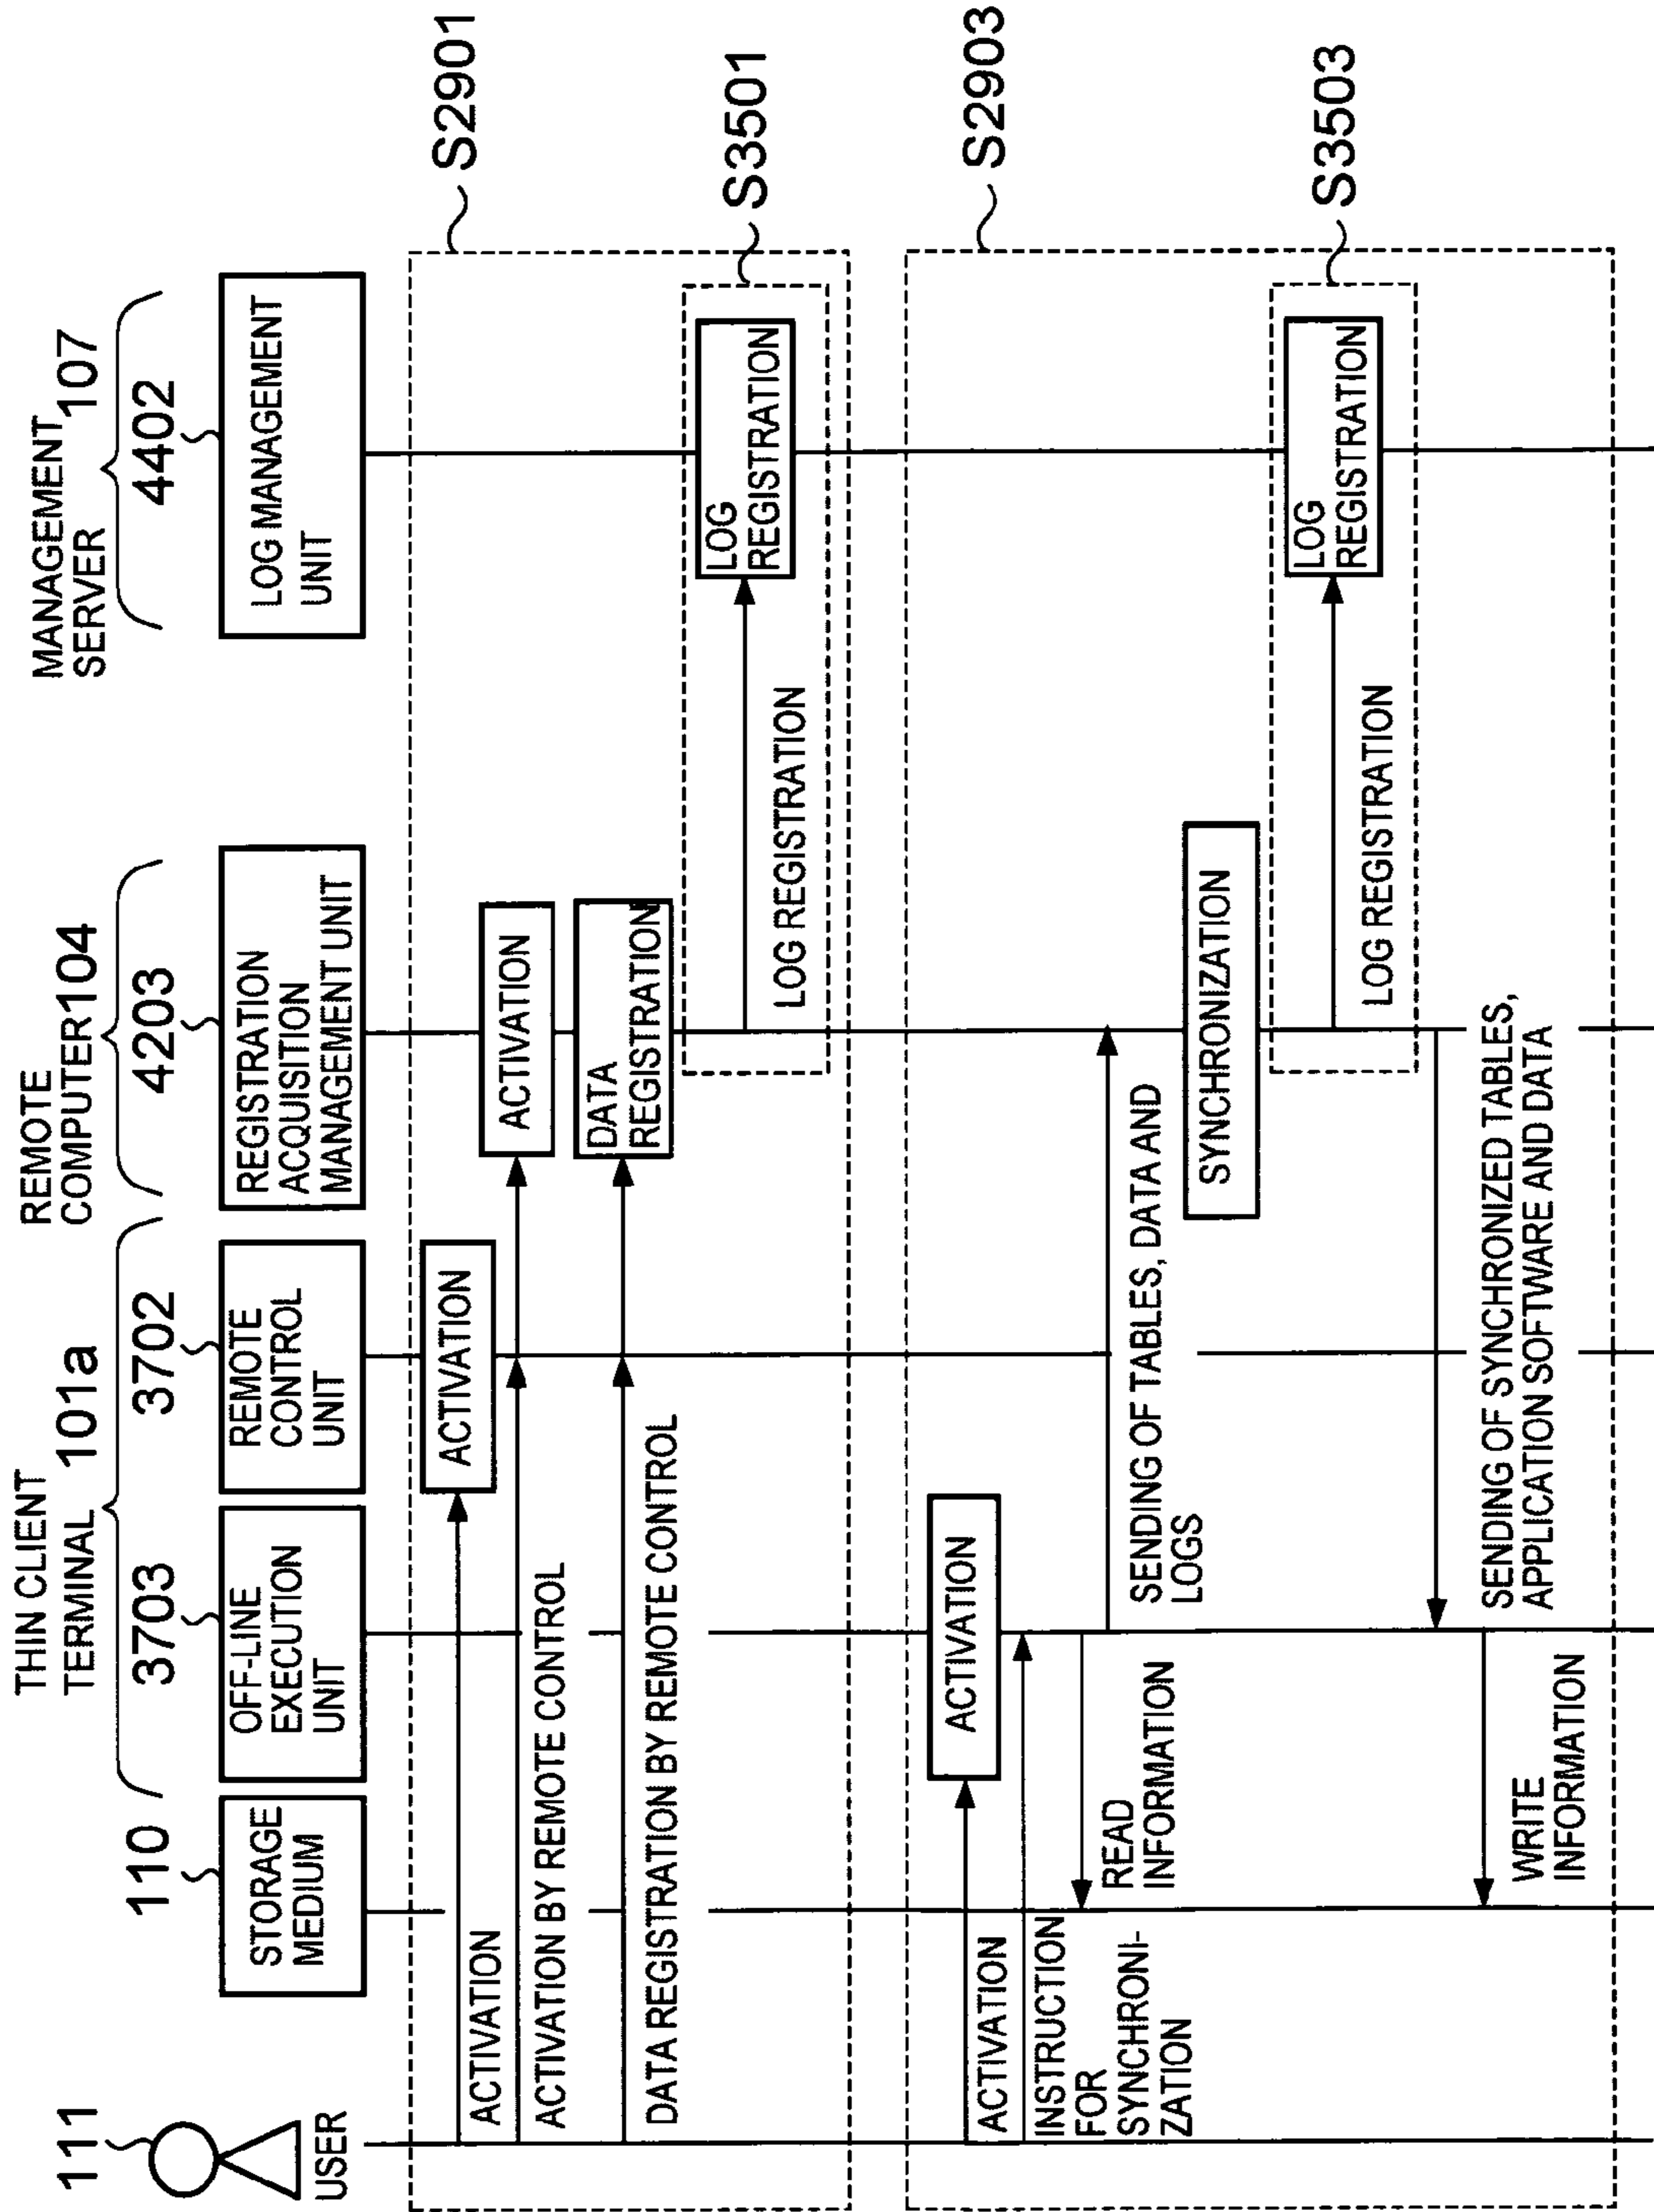 111
USER
110
STORAGE
MEDIUM
THIN CLIENT
TERMINAL 101a
3703
OFF-LINE
EXECUTION
UNIT
3702
REMOTE
CONTROL
UNIT
REMOTE
COMPUTER 104
4203
REGISTRATION
ACQUISITION
MANAGEMENT UNIT
MANAGEMENT 107
SERVER
4402
LOG MANAGEMENT
UNIT
S2901
ACTIVATION
ACTIVATION
ACTIVATION BY REMOTE CONTROL
ACTIVATION
DATA REGISTRATION BY REMOTE CONTROL
DATA
REGISTRATION
LOG REGISTRATION
LOG
REGISTRATION
S3501
S2903
ACTIVATION
ACTIVATION
INSTRUCTION
FOR
SYNCHRONI-
ZATION
READ
INFORMATION
SENDING OF TABLES, DATA AND
LOGS
SYNCHRONIZATION
LOG REGISTRATION
LOG
REGISTRATION
S3503
SENDING OF SYNCHRONIZED TABLES,
APPLICATION SOFTWARE AND DATA
WRITE
INFORMATION